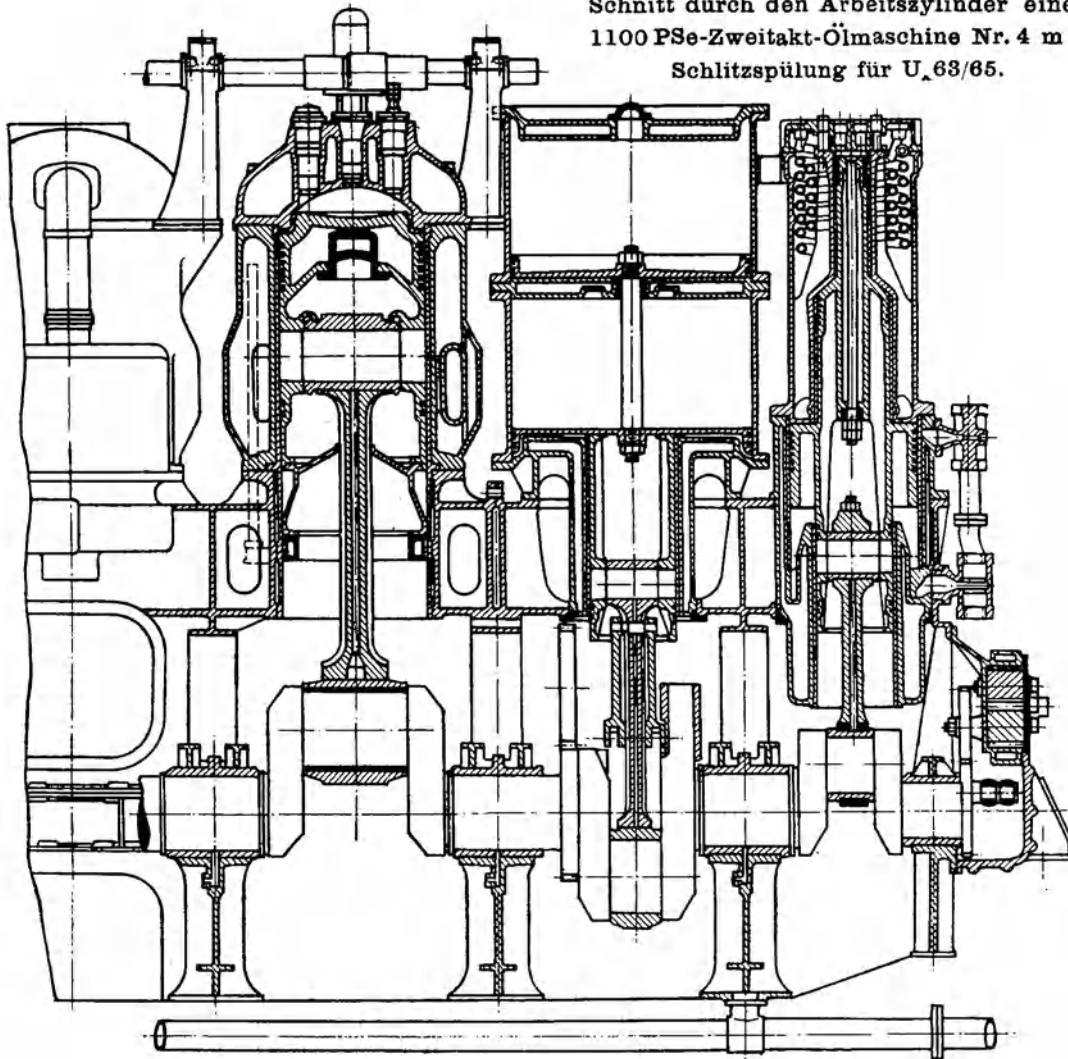 Schnitt durch den Arbeitszylinder eine
1100 PSe-Zweitakt-Ölmaschine Nr. 4 m
Schlitzspülung für U 63/65.